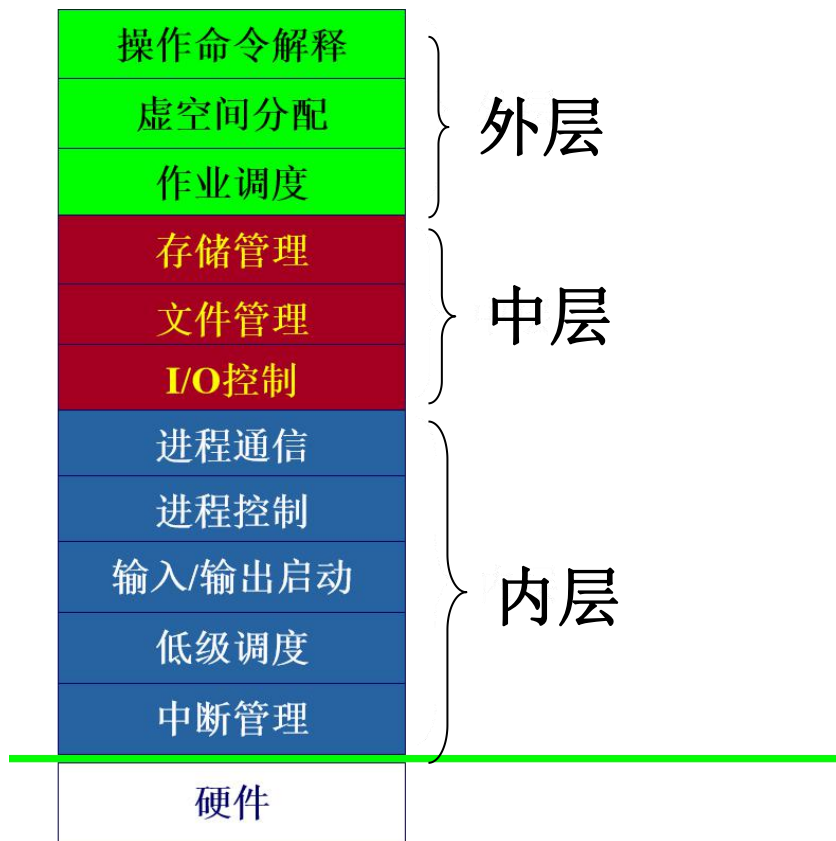 操作命令解释
虚空间分配
作业调度
外层
存储管理
文件管理
I/O控制
中层
进程通信
进程控制
输入/输出启动
低级调度
中断管理
内层
硬件